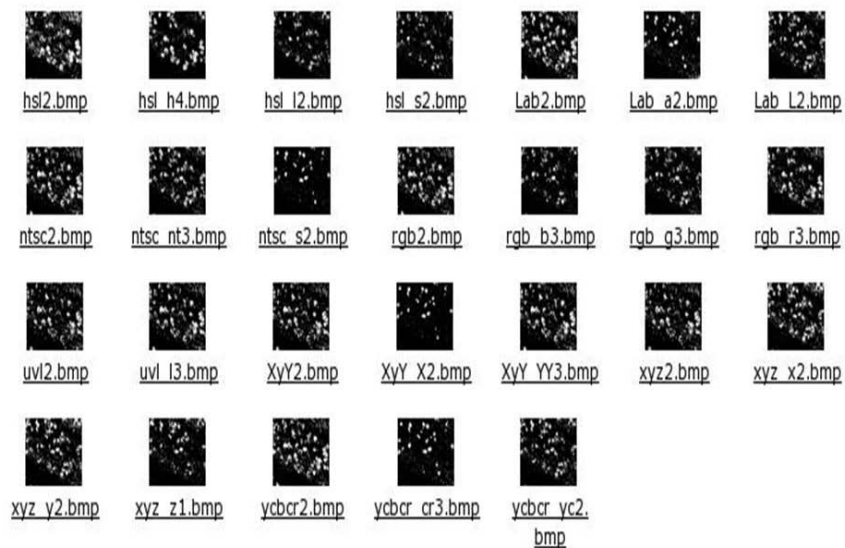 hsl2.bmp hsl_h4.bmp hsl_l2.bmp hsl_s2.bmp Lab2.bmp Lab_a2.bmp Lab_L2.bmp
ntsc2.bmp ntsc_nt3.bmp ntsc_s2.bmp rgb2.bmp rgb_b3.bmp rgb_g3.bmp rgb_r3.bmp
uvl2.bmp uvl_l3.bmp XyY2.bmp XyY_X2.bmp XyY_YY3.bmp xyz2.bmp xyz_x2.bmp
xyz_y2.bmp xyz_z1.bmp ycbcr2.bmp ycbcr_cr3.bmp ycbcr_yc2.
bmp